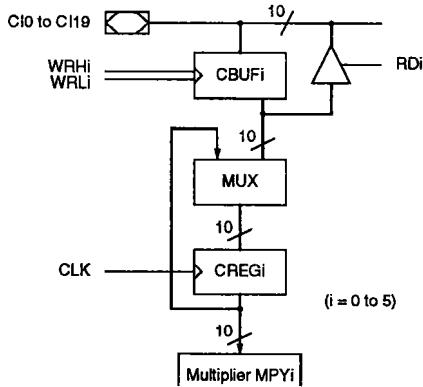 CI0 to CI19
10
WRHi
WRLi
CBUFi
RDi
10
MUX
10
CLK
CREGi
(i = 0 to 5)
10
Multiplier MPYi